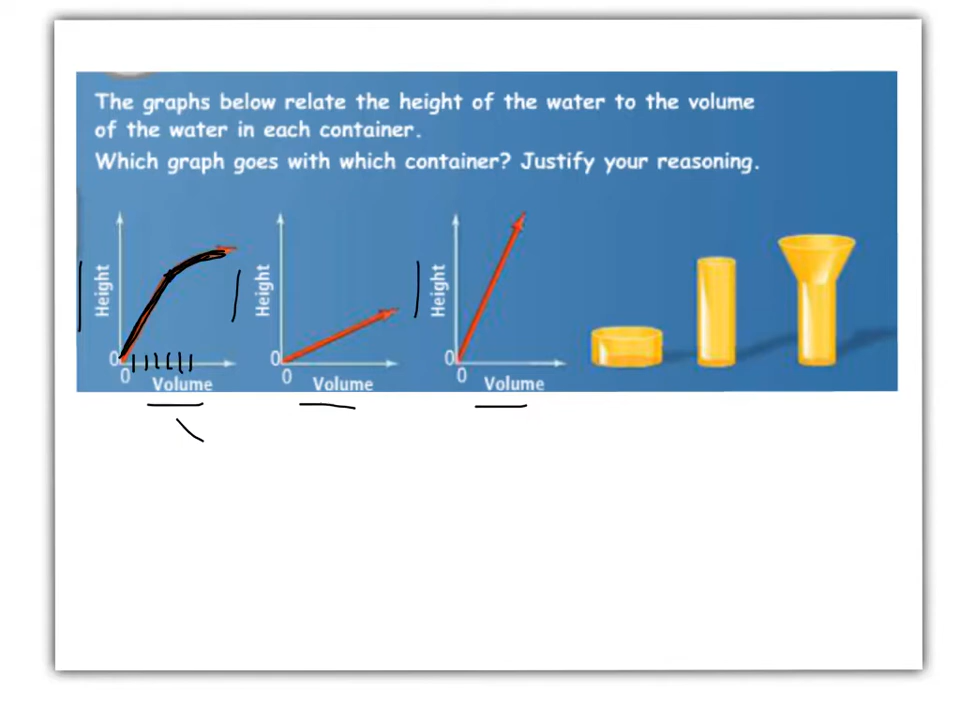 The graphs below relate the height of the water to the volume
of the water in each container.
Which graph goes with which container? Justify your reasoning.
Height
0
0
Volume
Height
0
0
Volume
Height
0
0
Volume